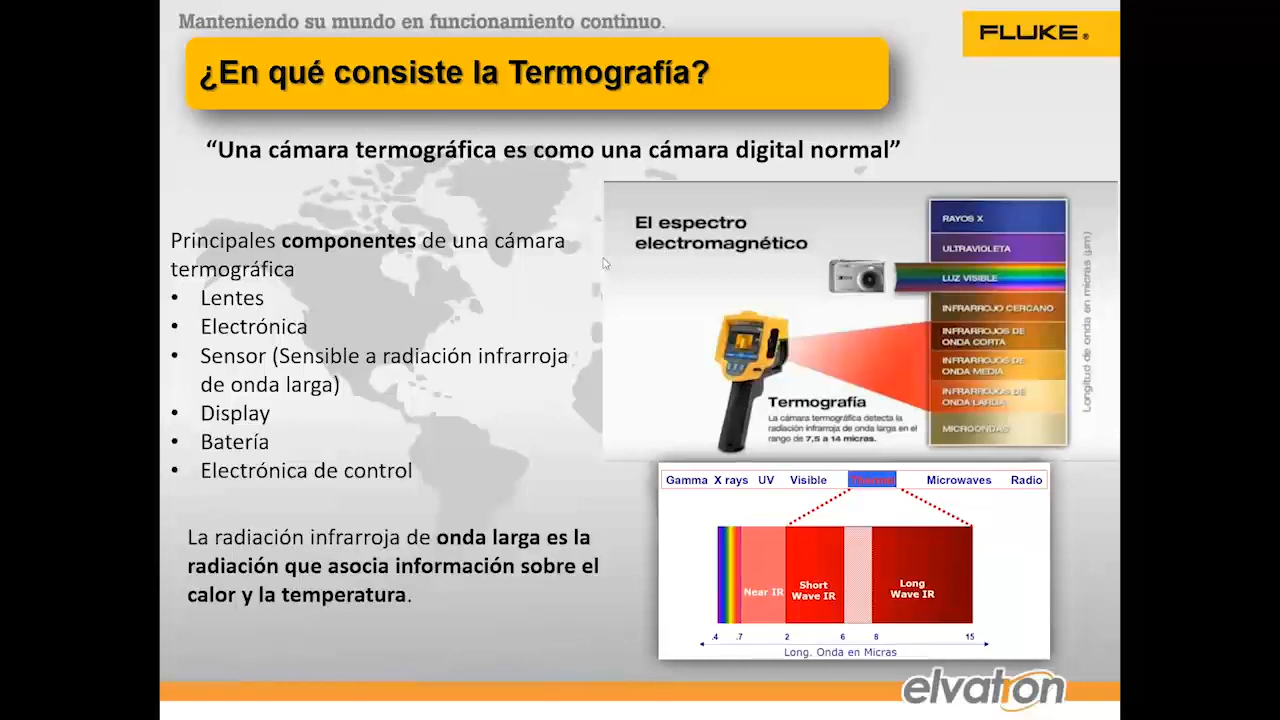 Manteniendo su mundo en funcionamiento continuo.
FLUKE®
¿En qué consiste la Termografía?
“Una cámara termográfica es como una cámara digital normal”
Principales componentes de una cámara
termográfica
• Lentes
• Electrónica
• Sensor (Sensible a radiación infrarroja
de onda larga)
• Display
• Batería
• Electrónica de control
La radiación infrarroja de onda larga es la
radiación que asocia información sobre el
calor y la temperatura.
El espectro
electromagnético
RAYOS X
ULTRAVIOLETA
LUZ VISIBLE
INFRARROJO CERCANO
INFRARROJOS DE
ONDA CORTA
INFRARROJOS DE
ONDA MEDIA
INFRARROJOS DE
ONDA LARGA
MICROONDAS
Longitud de onda en micras (µm)
Termografía
La cámara termográfica detecta la
radiación infrarroja de onda larga en el
rango de 7,5 a 14 micras.
Gamma X rays UV Visible Thermal Microwaves Radio
Near IR
Short
Wave IR
Long
Wave IR
.4 .7 2 6 8 15
Long. Onda en Micras
elvatron